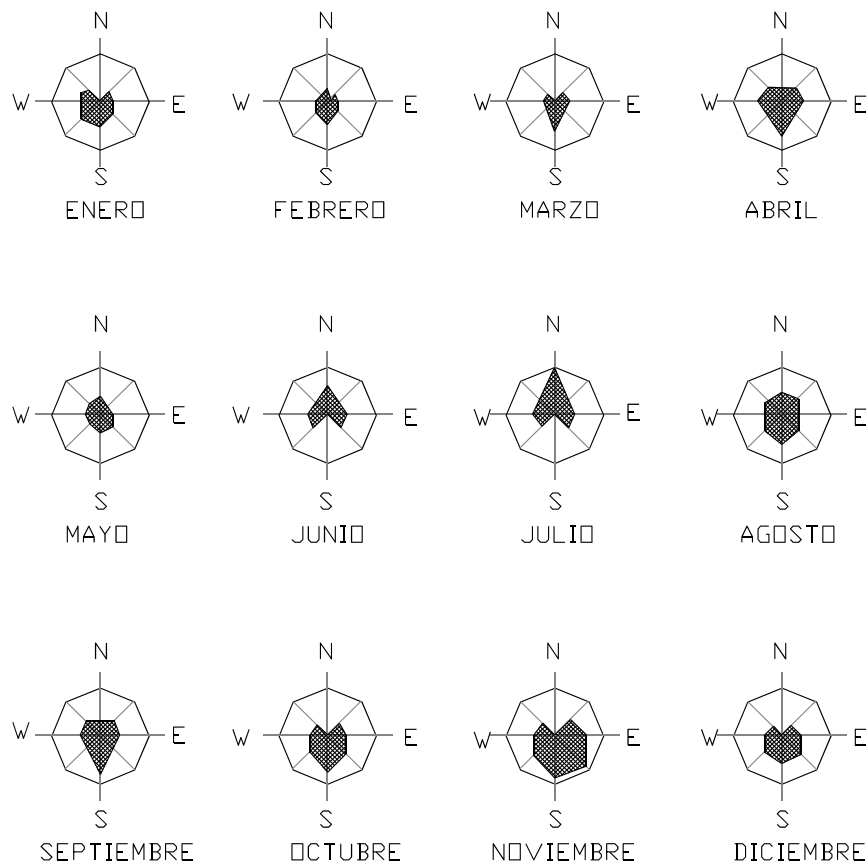 N N N N
W E W E W E W E
S S S S
ENERO FEBRERO MARZO ABRIL
N N N N
W E W E W E W E
S S S S
MAYO JUNIO JULIO AGOSTO
N N N N
W E W E W E W E
S S S S
SEPTIEMBRE OCTUBRE NOVIEMBRE DICIEMBRE